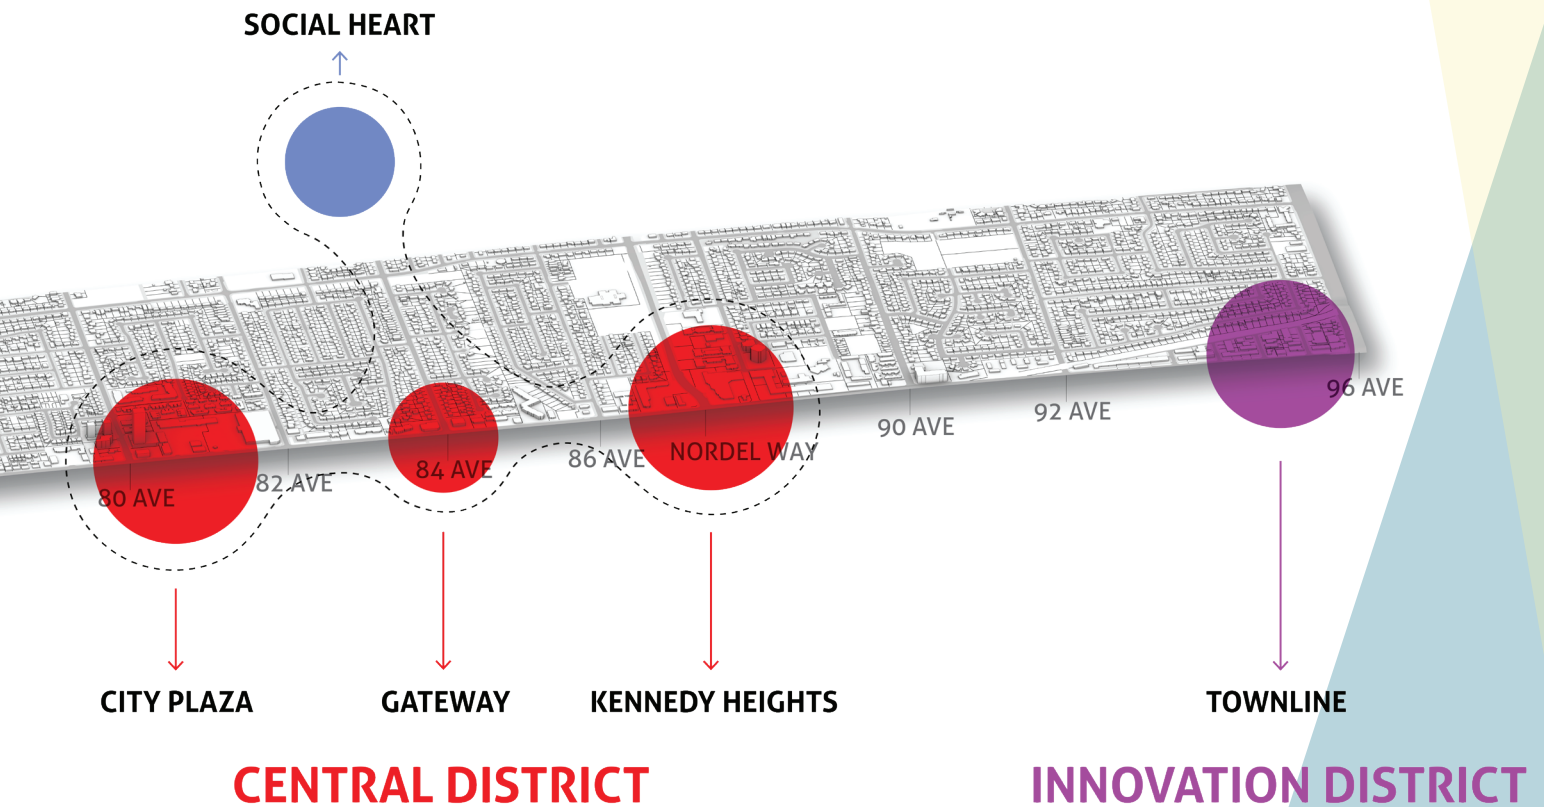 SOCIAL HEART
96 AVE
92 AVE
90 AVE
NORDEL WAY
86 AVE
84 AVE
82 AVE
80 AVE
CITY PLAZA
GATEWAY
KENNEDY HEIGHTS
TOWNLINE
CENTRAL DISTRICT
INNOVATION DISTRICT